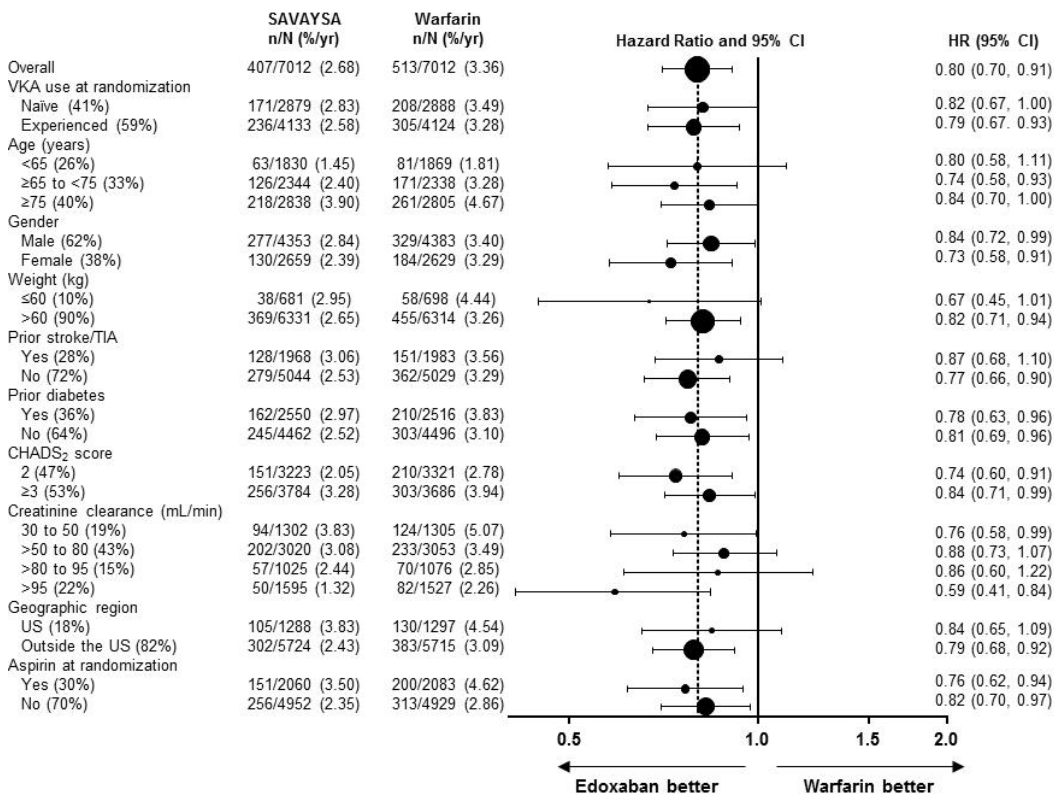 SAVAYSA Warfarin
n/N (%/yr) n/N (%/yr) Hazard Ratio and 95% CI HR (95% CI)
Overall 407/7012 (2.68) 513/7012 (3.36) 0.80 (0.70, 0.91)
VKA use at randomization
Naïve (41%) 171/2879 (2.83) 208/2888 (3.49) 0.82 (0.67, 1.00)
Experienced (59%) 236/4133 (2.58) 305/4124 (3.28) 0.79 (0.67. 0.93)
Age (years)
<65 (26%) 63/1830 (1.45) 81/1869 (1.81) 0.80 (0.58, 1.11)
≥65 to <75 (33%) 126/2344 (2.40) 171/2338 (3.28) 0.74 (0.58, 0.93)
≥75 (40%) 218/2838 (3.90) 261/2805 (4.67) 0.84 (0.70, 1.00)
Gender
Male (62%) 277/4353 (2.84) 329/4383 (3.40) 0.84 (0.72, 0.99)
Female (38%) 130/2659 (2.39) 184/2629 (3.29) 0.73 (0.58, 0.91)
Weight (kg)
≤60 (10%) 38/681 (2.95) 58/698 (4.44) 0.67 (0.45, 1.01)
>60 (90%) 369/6331 (2.65) 455/6314 (3.26) 0.82 (0.71, 0.94)
Prior stroke/TIA
Yes (28%) 128/1968 (3.06) 151/1983 (3.56) 0.87 (0.68, 1.10)
No (72%) 279/5044 (2.53) 362/5029 (3.29) 0.77 (0.66, 0.90)
Prior diabetes
Yes (36%) 162/2550 (2.97) 210/2516 (3.83) 0.78 (0.63, 0.96)
No (64%) 245/4462 (2.52) 303/4496 (3.10) 0.81 (0.69, 0.96)
CHADS₂ score
2 (47%) 151/3223 (2.05) 210/3321 (2.78) 0.74 (0.60, 0.91)
≥3 (53%) 256/3784 (3.28) 303/3686 (3.94) 0.84 (0.71, 0.99)
Creatinine clearance (mL/min)
30 to 50 (19%) 94/1302 (3.83) 124/1305 (5.07) 0.76 (0.58, 0.99)
>50 to 80 (43%) 202/3020 (3.08) 233/3053 (3.49) 0.88 (0.73, 1.07)
>80 to 95 (15%) 57/1025 (2.44) 70/1076 (2.85) 0.86 (0.60, 1.22)
>95 (22%) 50/1595 (1.32) 82/1527 (2.26) 0.59 (0.41, 0.84)
Geographic region
US (18%) 105/1288 (3.83) 130/1297 (4.54) 0.84 (0.65, 1.09)
Outside the US (82%) 302/5724 (2.43) 383/5715 (3.09) 0.79 (0.68, 0.92)
Aspirin at randomization
Yes (30%) 151/2060 (3.50) 200/2083 (4.62) 0.76 (0.62, 0.94)
No (70%) 256/4952 (2.35) 313/4929 (2.86) 0.82 (0.70, 0.97)
0.5 1.0 1.5 2.0
Edoxaban better Warfarin better